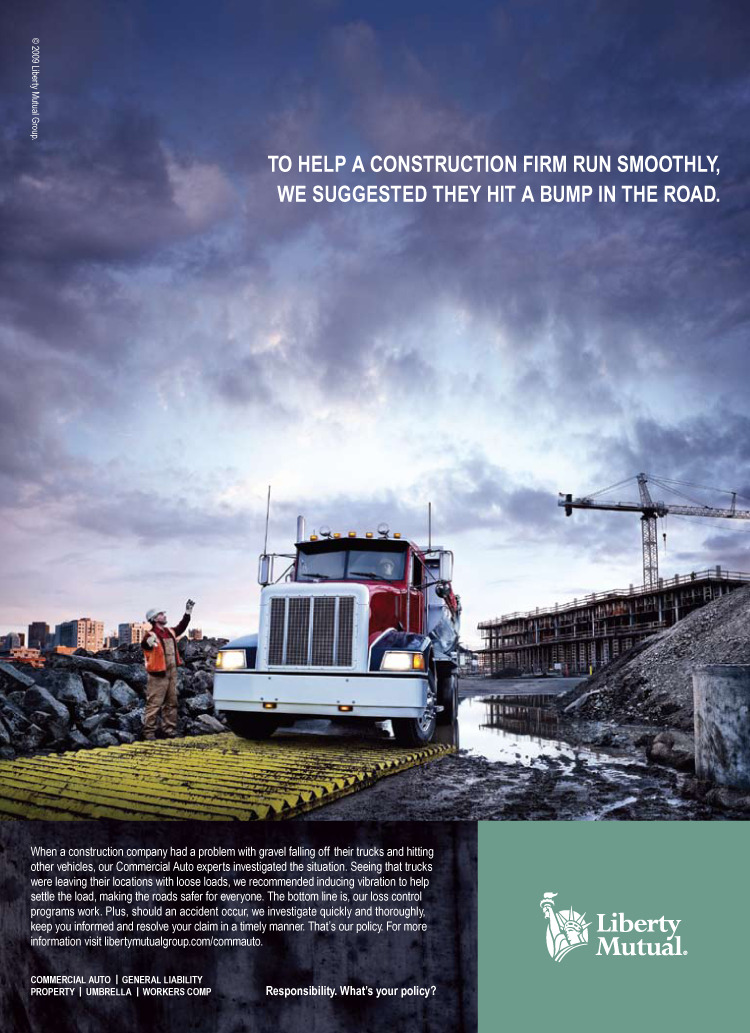 © 2009 Liberty Mutual Group.
TO HELP A CONSTRUCTION FIRM RUN SMOOTHLY,
WE SUGGESTED THEY HIT A BUMP IN THE ROAD.
When a construction company had a problem with gravel falling off their trucks and hitting
other vehicles, our Commercial Auto experts investigated the situation. Seeing that trucks
were leaving their locations with loose loads, we recommended inducing vibration to help
settle the load, making the roads safer for everyone. The bottom line is, our loss control
programs work. Plus, should an accident occur, we investigate quickly and thoroughly,
keep you informed and resolve your claim in a timely manner. That's our policy. For more
information visit libertymutualgroup.com/commauto.
COMMERCIAL AUTO | GENERAL LIABILITY
PROPERTY | UMBRELLA | WORKERS COMP
Responsibility. What's your policy?
Liberty
Mutual®